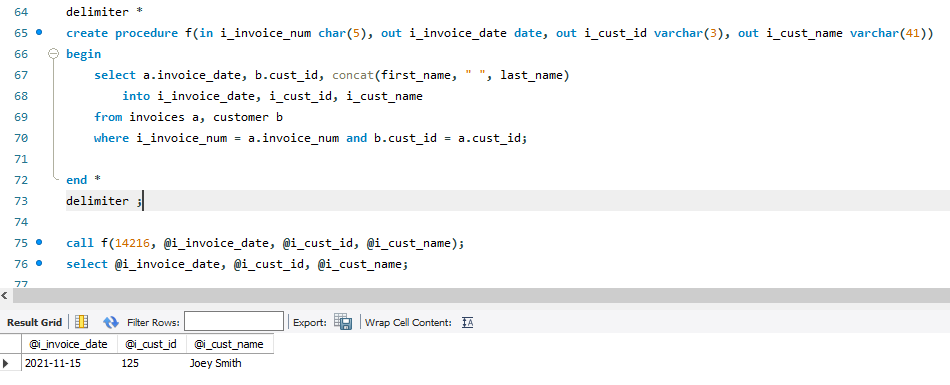 64 delimiter *
65 create procedure f(in i_invoice_num char(5), out i_invoice_date date, out i_cust_id varchar(3), out i_cust_name varchar(41))
66 begin
67 select a.invoice_date, b.cust_id, concat(first_name, " ", last_name)
68 into i_invoice_date, i_cust_id, i_cust_name
69 from invoices a, customer b
70 where i_invoice_num = a.invoice_num and b.cust_id = a.cust_id;
71
72 end *
73 delimiter ;
74
75 call f(14216, @i_invoice_date, @i_cust_id, @i_cust_name);
76 select @i_invoice_date, @i_cust_id, @i_cust_name;
77
Result Grid Filter Rows: Export: Wrap Cell Content:
@i_invoice_date @i_cust_id @i_cust_name
2021-11-15 125 Joey Smith